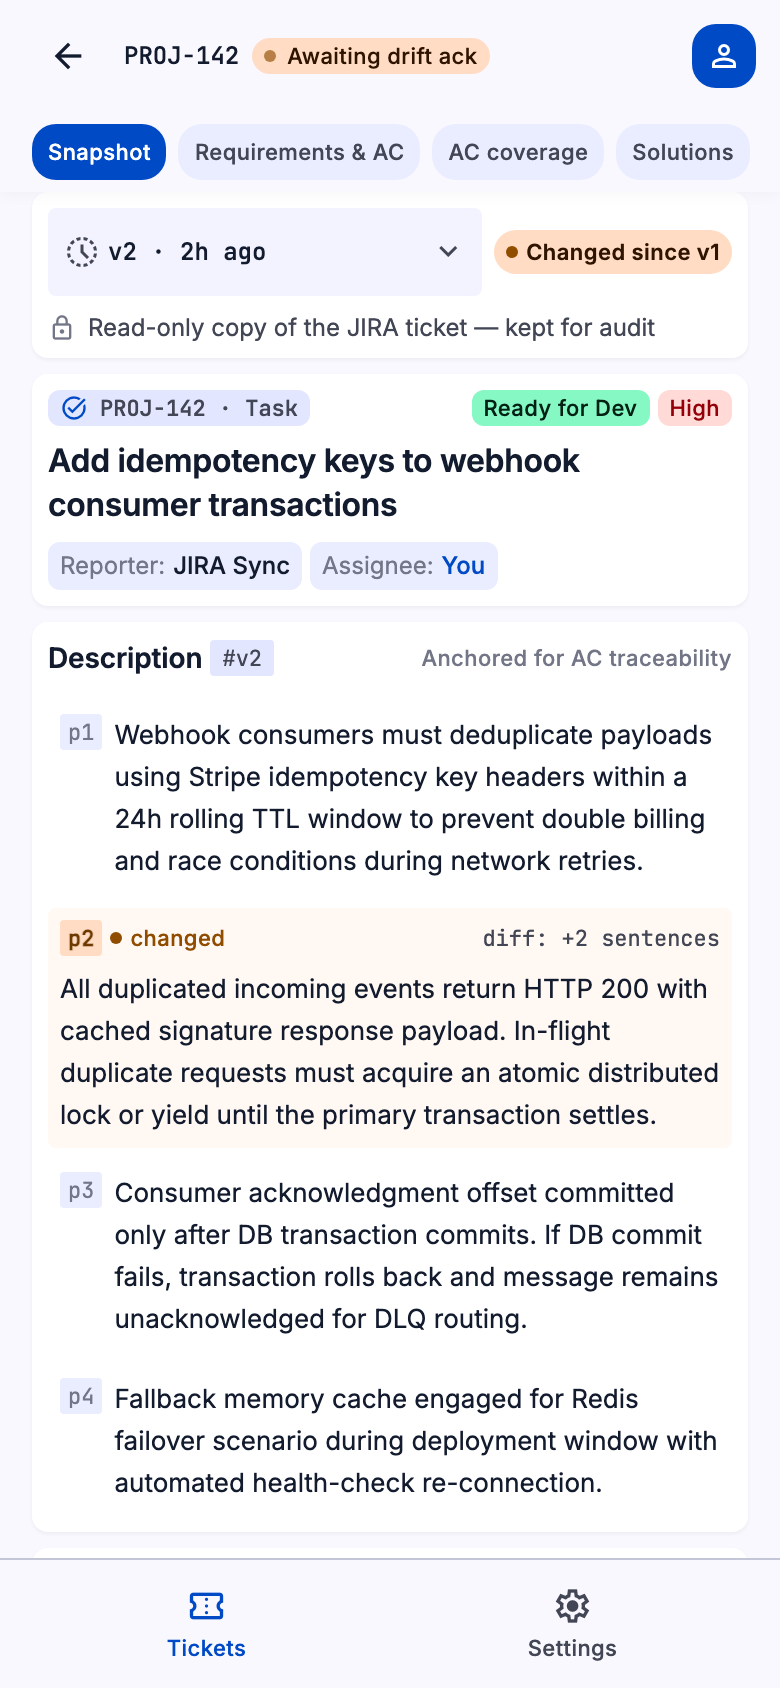 PROJ-142
Awaiting drift ack
Snapshot
Requirements & AC
AC coverage
Solutions
v2 · 2h ago
Changed since v1
Read-only copy of the JIRA ticket — kept for audit
PROJ-142 · Task
Ready for Dev
High
Add idempotency keys to webhook
consumer transactions
Reporter: JIRA Sync
Assignee: You
Description
#v2
Anchored for AC traceability
p1
Webhook consumers must deduplicate payloads
using Stripe idempotency key headers within a
24h rolling TTL window to prevent double billing
and race conditions during network retries.
p2
changed
diff: +2 sentences
All duplicated incoming events return HTTP 200 with
cached signature response payload. In-flight
duplicate requests must acquire an atomic distributed
lock or yield until the primary transaction settles.
p3
Consumer acknowledgment offset committed
only after DB transaction commits. If DB commit
fails, transaction rolls back and message remains
unacknowledged for DLQ routing.
p4
Fallback memory cache engaged for Redis
failover scenario during deployment window with
automated health-check re-connection.
Tickets
Settings